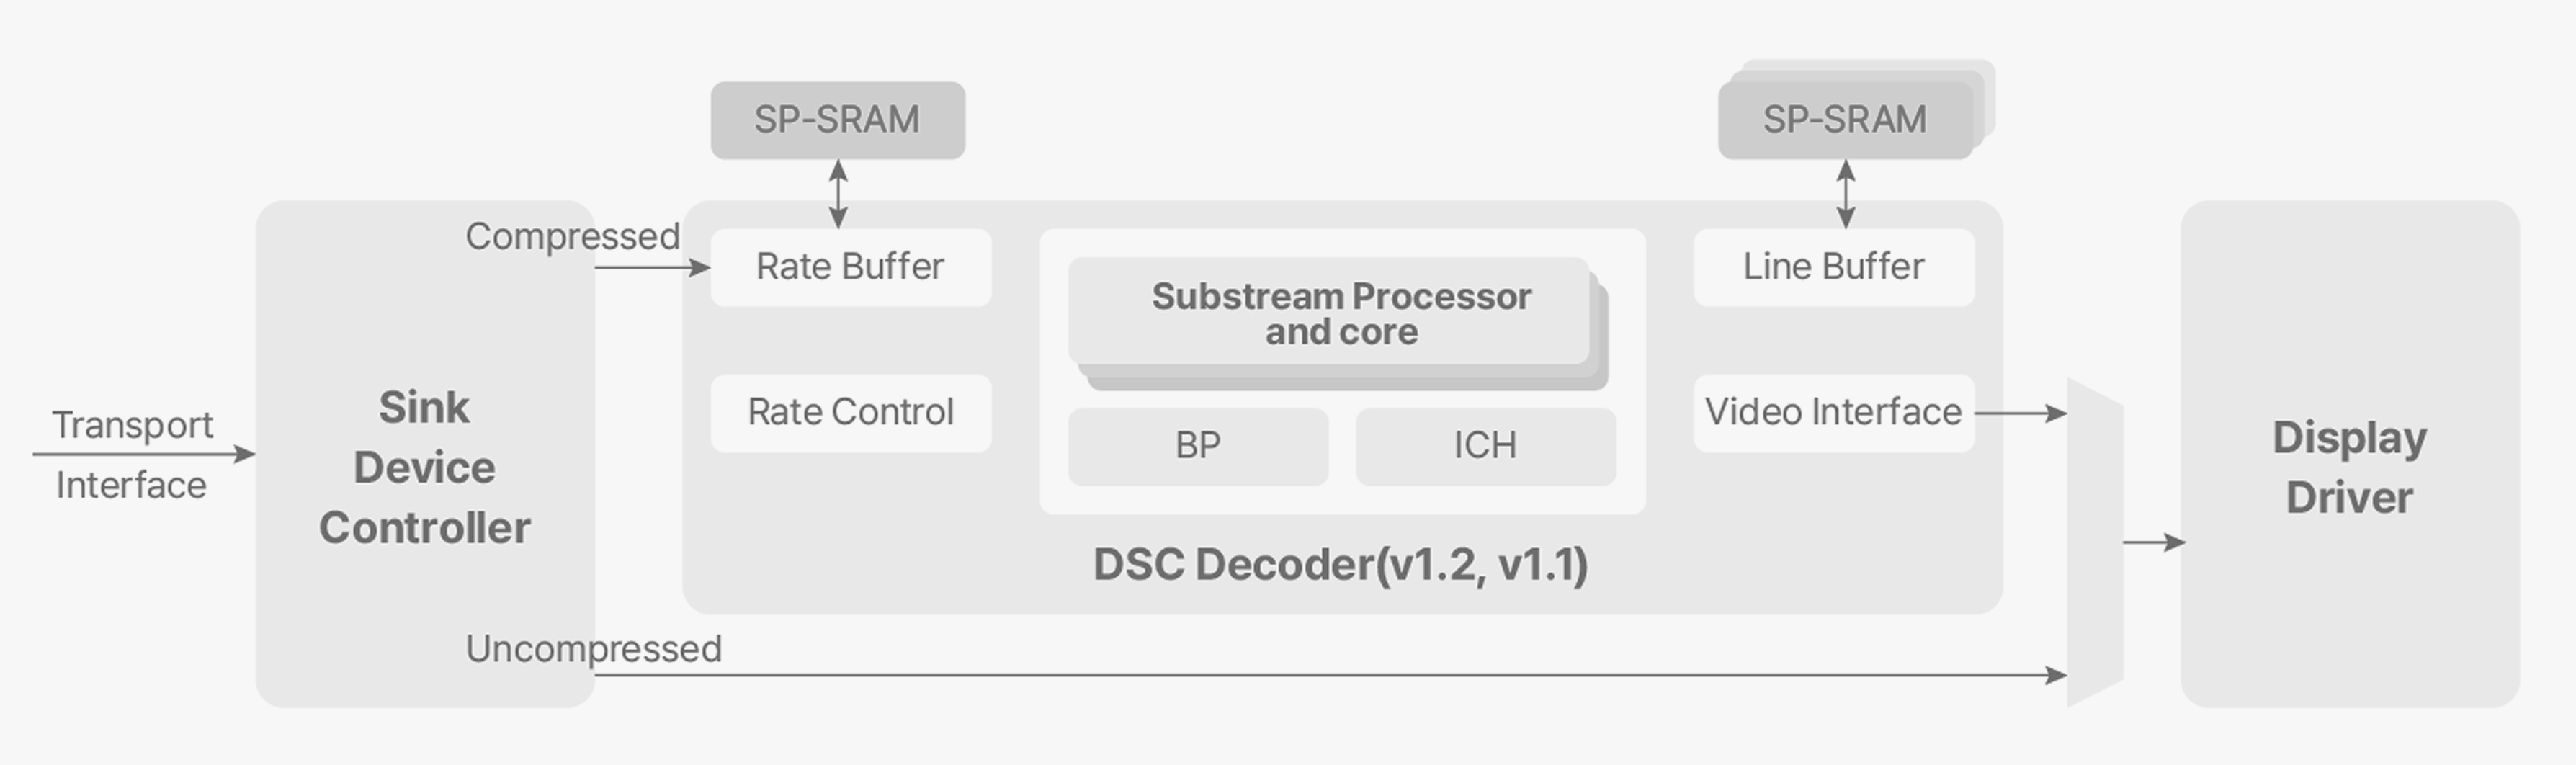 SP-SRAM
SP-SRAM
Compressed
Rate Buffer
Line Buffer
Substream Processor
and core
Rate Control
Video Interface
BP
ICH
Transport
Interface
Sink
Device
Controller
Display
Driver
DSC Decoder(v1.2, v1.1)
Uncompressed